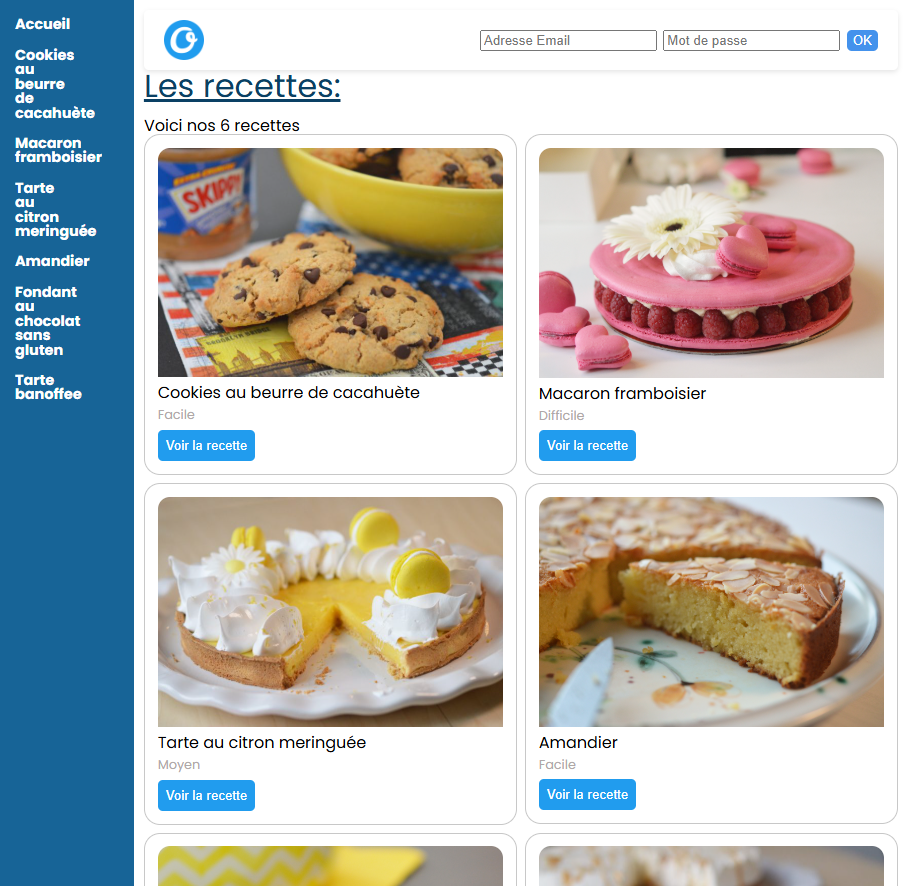 Accueil
Cookies
au
beurre
de
cacahuète
Macaron
framboisier
Tarte
au
citron
meringuée
Amandier
Fondant
au
chocolat
sans
gluten
Tarte
banoffee
Adresse Email
Mot de passe
OK
Les recettes:
Voici nos 6 recettes
SKIPPY
Cookies au beurre de cacahuète
Facile
Voir la recette
Macaron framboisier
Difficile
Voir la recette
Tarte au citron meringuée
Moyen
Voir la recette
Amandier
Facile
Voir la recette